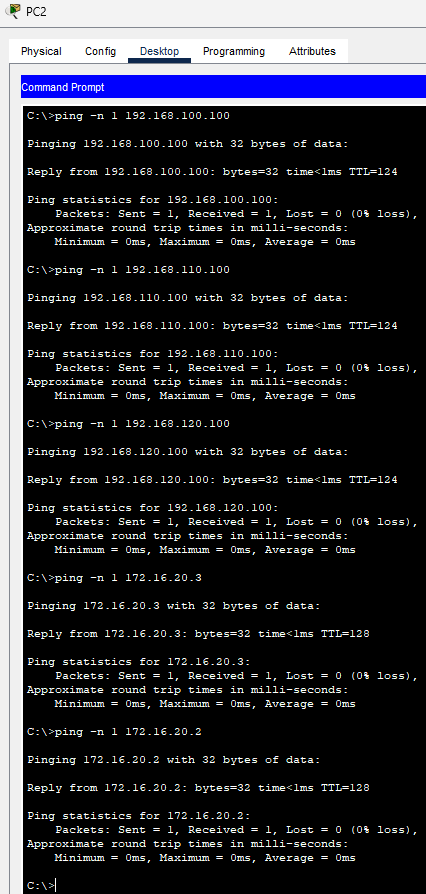 PC2
Physical Config Desktop Programming Attributes
Command Prompt
C:\>ping -n 1 192.168.100.100
Pinging 192.168.100.100 with 32 bytes of data:
Reply from 192.168.100.100: bytes=32 time<1ms TTL=124
Ping statistics for 192.168.100.100:
    Packets: Sent = 1, Received = 1, Lost = 0 (0% loss),
Approximate round trip times in milli-seconds:
    Minimum = 0ms, Maximum = 0ms, Average = 0ms
C:\>ping -n 1 192.168.110.100
Pinging 192.168.110.100 with 32 bytes of data:
Reply from 192.168.110.100: bytes=32 time<1ms TTL=124
Ping statistics for 192.168.110.100:
    Packets: Sent = 1, Received = 1, Lost = 0 (0% loss),
Approximate round trip times in milli-seconds:
    Minimum = 0ms, Maximum = 0ms, Average = 0ms
C:\>ping -n 1 192.168.120.100
Pinging 192.168.120.100 with 32 bytes of data:
Reply from 192.168.120.100: bytes=32 time<1ms TTL=124
Ping statistics for 192.168.120.100:
    Packets: Sent = 1, Received = 1, Lost = 0 (0% loss),
Approximate round trip times in milli-seconds:
    Minimum = 0ms, Maximum = 0ms, Average = 0ms
C:\>ping -n 1 172.16.20.3
Pinging 172.16.20.3 with 32 bytes of data:
Reply from 172.16.20.3: bytes=32 time<1ms TTL=128
Ping statistics for 172.16.20.3:
    Packets: Sent = 1, Received = 1, Lost = 0 (0% loss),
Approximate round trip times in milli-seconds:
    Minimum = 0ms, Maximum = 0ms, Average = 0ms
C:\>ping -n 1 172.16.20.2
Pinging 172.16.20.2 with 32 bytes of data:
Reply from 172.16.20.2: bytes=32 time<1ms TTL=128
Ping statistics for 172.16.20.2:
    Packets: Sent = 1, Received = 1, Lost = 0 (0% loss),
Approximate round trip times in milli-seconds:
    Minimum = 0ms, Maximum = 0ms, Average = 0ms
C:\>